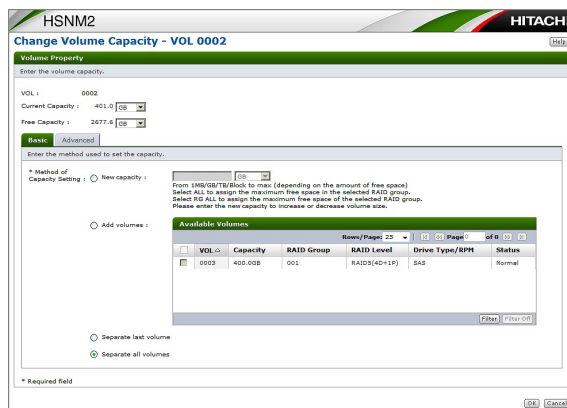 HSNM2
HITACHI
Change Volume Capacity - VOL 0002
Help
Volume Property
Enter the volume capacity.
VOL : 0002
Current Capacity : 401.0 GB
Free Capacity : 2677.6 GB
Basic Advanced
Enter the method used to set the capacity.
* Method of
Capacity Setting : New capacity : GB
From 1MB/GB/TB/Block to max (depending on the amount of free space)
Select ALL to assign the maximum free space in the selected RAID group.
Select RG ALL to assign the maximum free space of the selected RAID group.
Please enter the new capacity to increase or decrease volume size.
Add volumes :
Available Volumes
Rows/Page: 25 Page 0 of 0
VOL Capacity RAID Group RAID Level Drive Type/RPM Status
0003 400.0GB 001 RAID5(4D+1P) SAS Normal
Filter Filter Off
Separate last volume
Separate all volumes
* Required field
OK Cancel